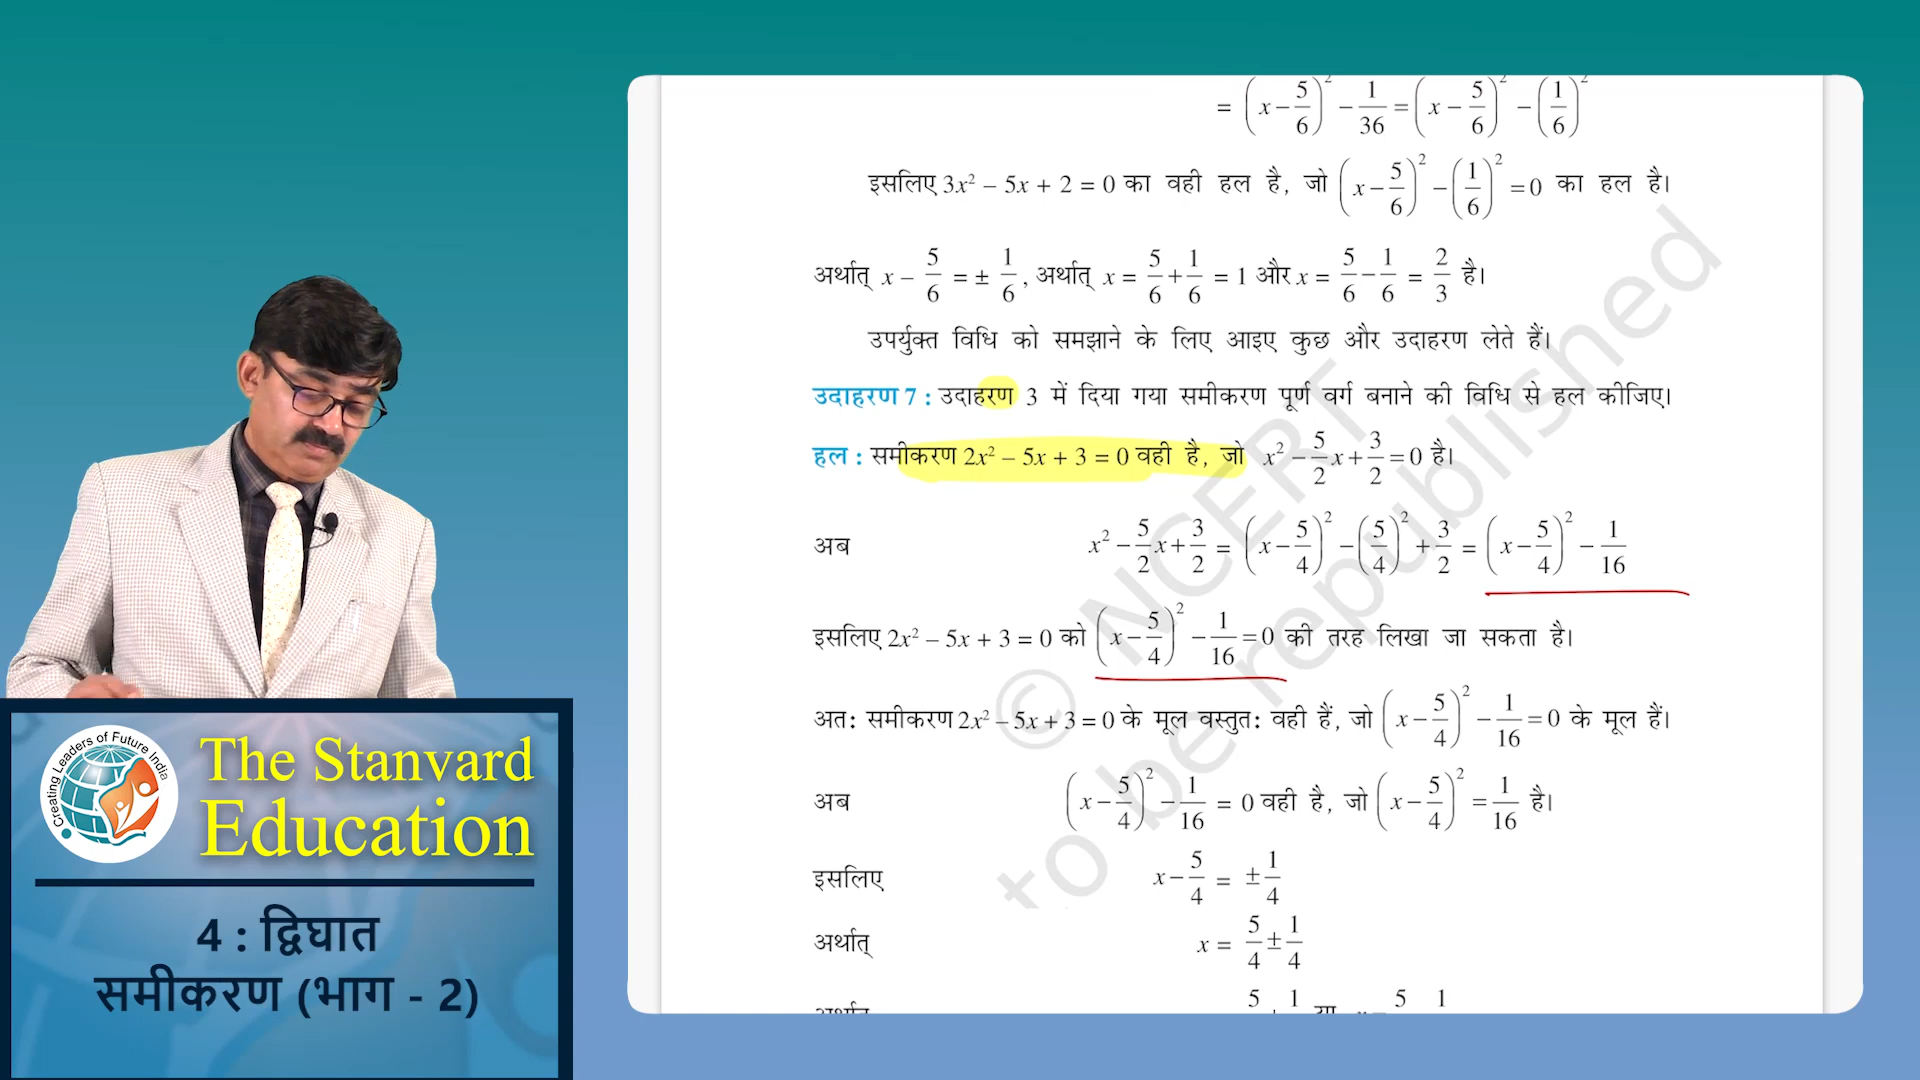 = (x − 5/6)² − 1/36 = (x − 5/6)² − (1/6)²
इसलिए 3x² – 5x + 2 = 0 का वही हल है, जो (x − 5/6)² − (1/6)² = 0 का हल है।
अर्थात् x – 5/6 = ± 1/6, अर्थात् x = 5/6 + 1/6 = 1 और x = 5/6 − 1/6 = 2/3 है।
उपर्युक्त विधि को समझाने के लिए आइए कुछ और उदाहरण लेते हैं।
उदाहरण 7 : उदाहरण 3 में दिया गया समीकरण पूर्ण वर्ग बनाने की विधि से हल कीजिए।
हल : समीकरण 2x² – 5x + 3 = 0 वही है, जो x² − 5/2 x + 3/2 = 0 है।
अब x² − 5/2 x + 3/2 = (x − 5/4)² − (5/4)² + 3/2 = (x − 5/4)² − 1/16
इसलिए 2x² – 5x + 3 = 0 को (x − 5/4)² − 1/16 = 0 की तरह लिखा जा सकता है।
अत: समीकरण 2x² – 5x + 3 = 0 के मूल वस्तुत: वही हैं, जो (x − 5/4)² − 1/16 = 0 के मूल हैं।
अब (x − 5/4)² − 1/16 = 0 वही है, जो (x − 5/4)² = 1/16 है।
इसलिए x − 5/4 = ± 1/4
अर्थात् x = 5/4 ± 1/4
© NCERT
to be republished
Creating Leaders of Future India
The Stanvard
Education
4 : द्विघात
समीकरण (भाग - 2)